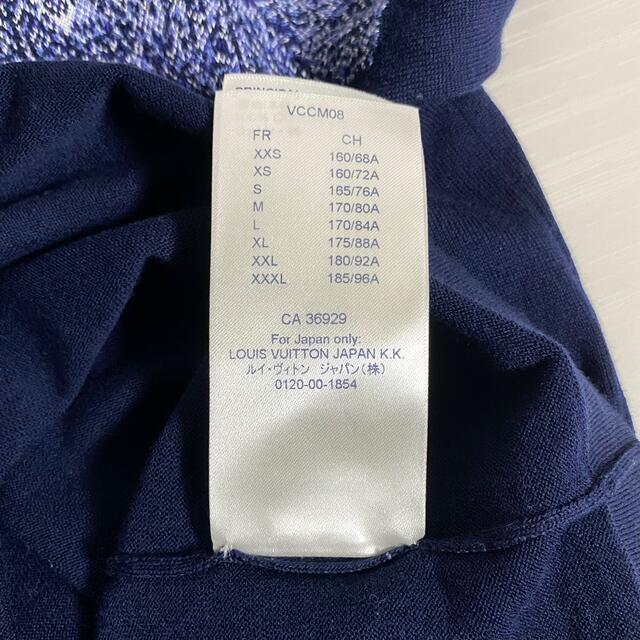 PRINCIPAL
VCCM08
FR CH
XXS 160/68A
XS 160/72A
S 165/76A
M 170/80A
L 170/84A
XL 175/88A
XXL 180/92A
XXXL 185/96A
CA 36929
For Japan only:
LOUIS VUITTON JAPAN K.K.
ルイ・ヴィトン ジャパン(株)
0120-00-1854